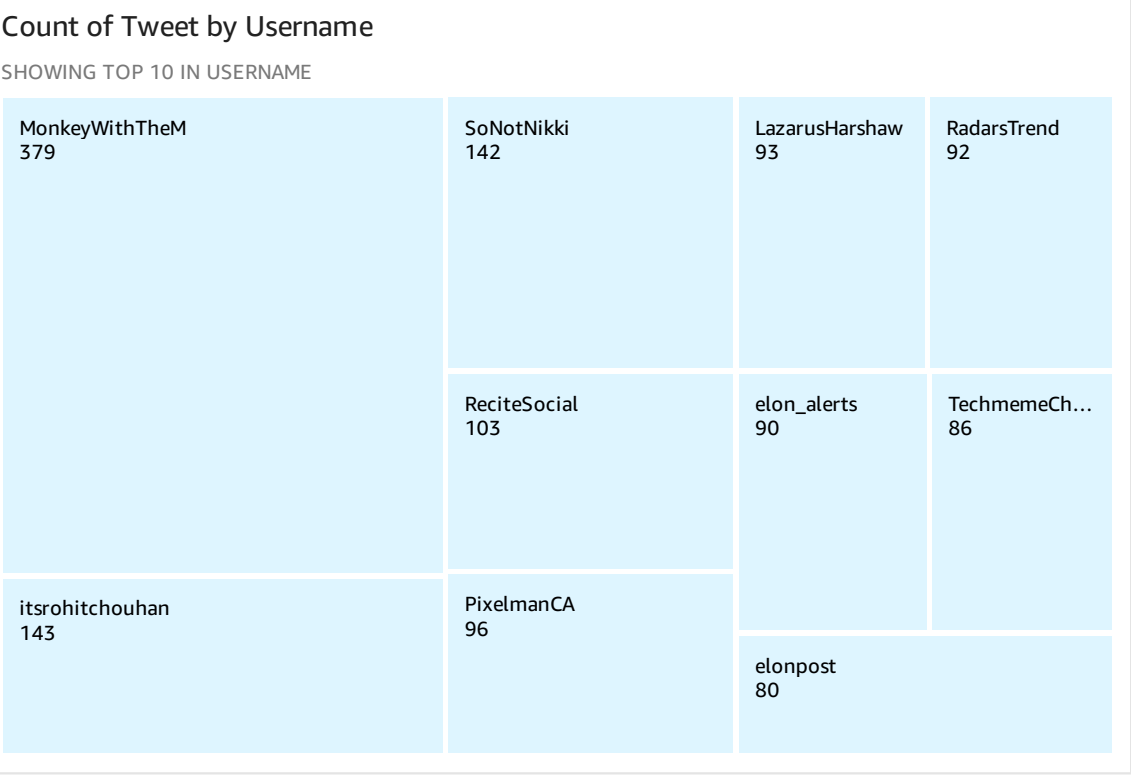 Count of Tweet by Username
SHOWING TOP 10 IN USERNAME
MonkeyWithTheM
379
itsrohitchouhan
143
SoNotNikki
142
ReciteSocial
103
PixelmanCA
96
LazarusHarshaw
93
RadarsTrend
92
elon_alerts
90
TechmemeCh...
86
elonpost
80